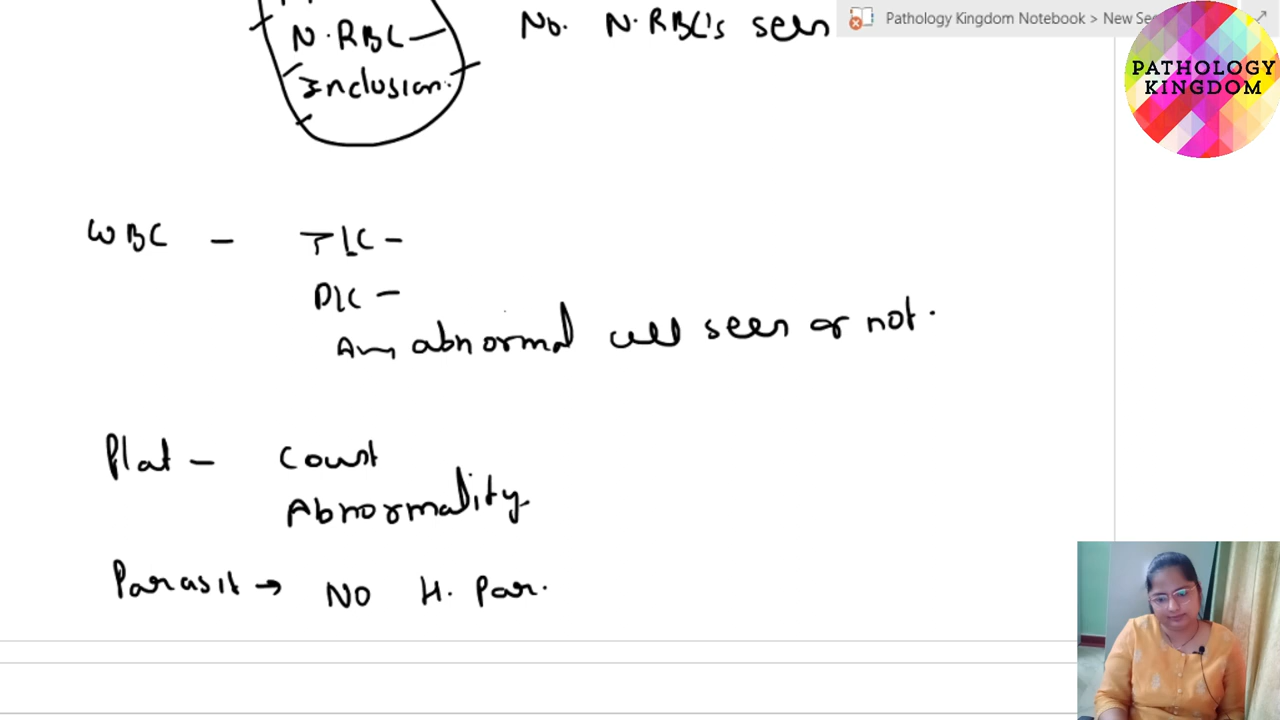 No. N.RBC's seen
Pathology Kingdom Notebook > New Sec
PATHOLOGY
KINGDOM
N.RBC
Inclusion.
WBC - TLC -
DLC -
Any abnormal cell seen or not.
Plat - Count
Abnormality.
Parasit → NO H. Par.